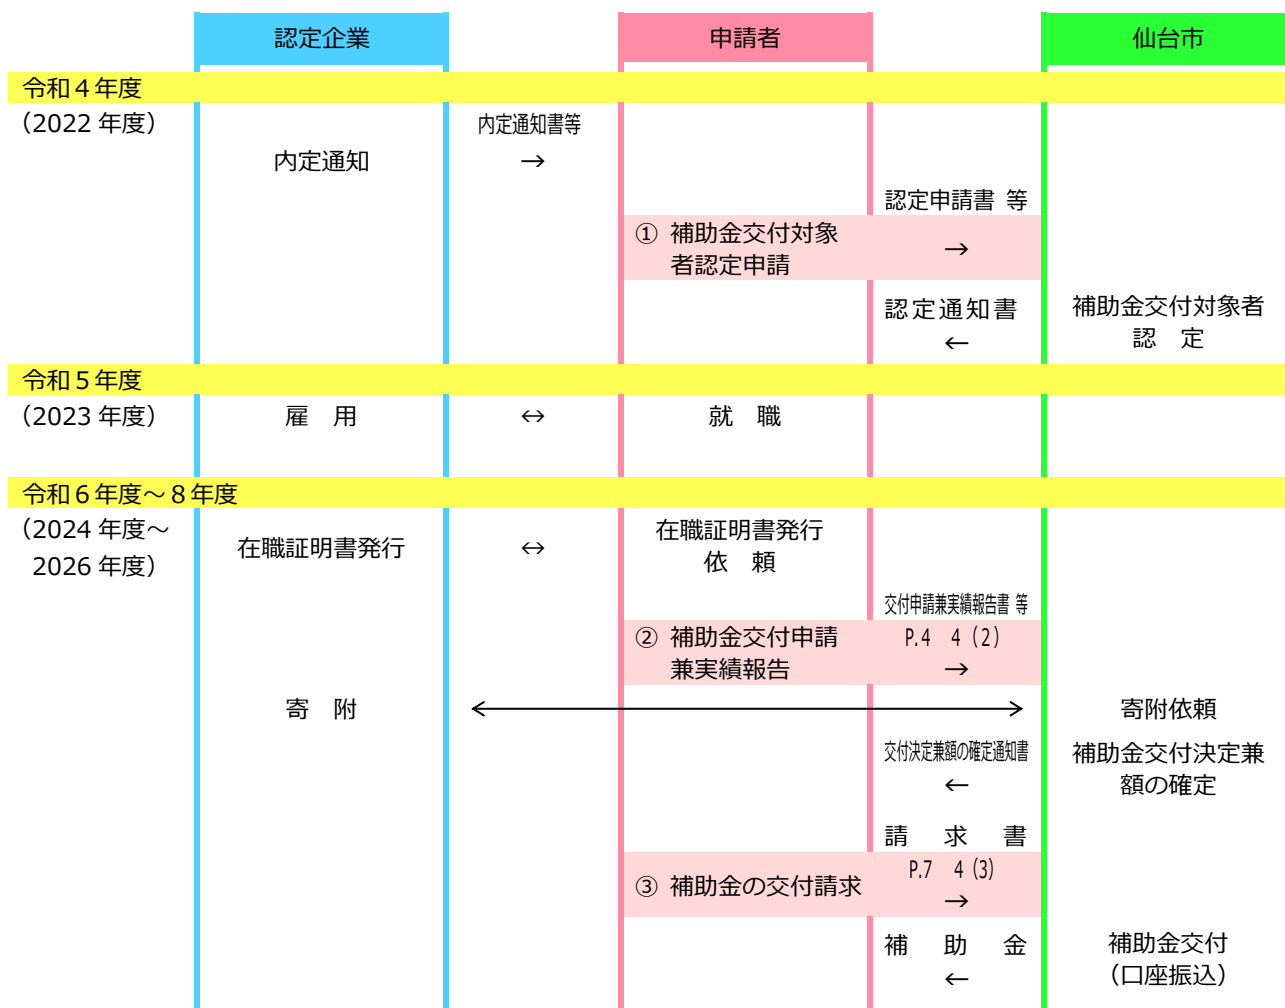 認定企業
申請者
仙台市
令和４年度
（2022 年度）
内定通知書等
内定通知
→
認定申請書 等
① 補助金交付対象
者認定申請
→
認定通知書
←
補助金交付対象者
認　定
令和５年度
（2023 年度）
雇　用
↔
就　職
令和６年度～８年度
（2024 年度～
2026 年度）
在職証明書発行
↔
在職証明書発行
依　頼
交付申請兼実績報告書 等
② 補助金交付申請
兼実績報告
P.4　4（2）
→
寄　附
寄附依頼
交付決定兼額の確定通知書
←
補助金交付決定兼
額の確定
請　求　書
③ 補助金の交付請求
P.7　4（3）
→
補　助　金
←
補助金交付
（口座振込）